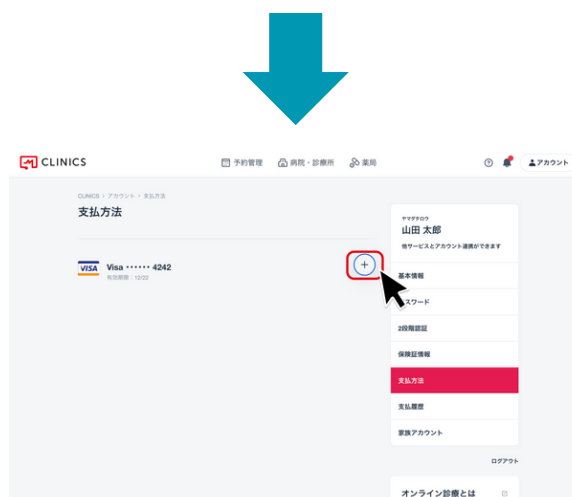 CLINICS
予約管理 病院・診療所 薬局
アカウント
CLINICS › アカウント › 支払方法
支払方法
VISA Visa ・・・・・・ 4242
有効期限：12/22
ヤマダタロウ
山田 太郎
他サービスとアカウント連携ができます
基本情報
スワード
2段階認証
保険証情報
支払方法
支払履歴
家族アカウント
ログアウト
オンライン診療とは